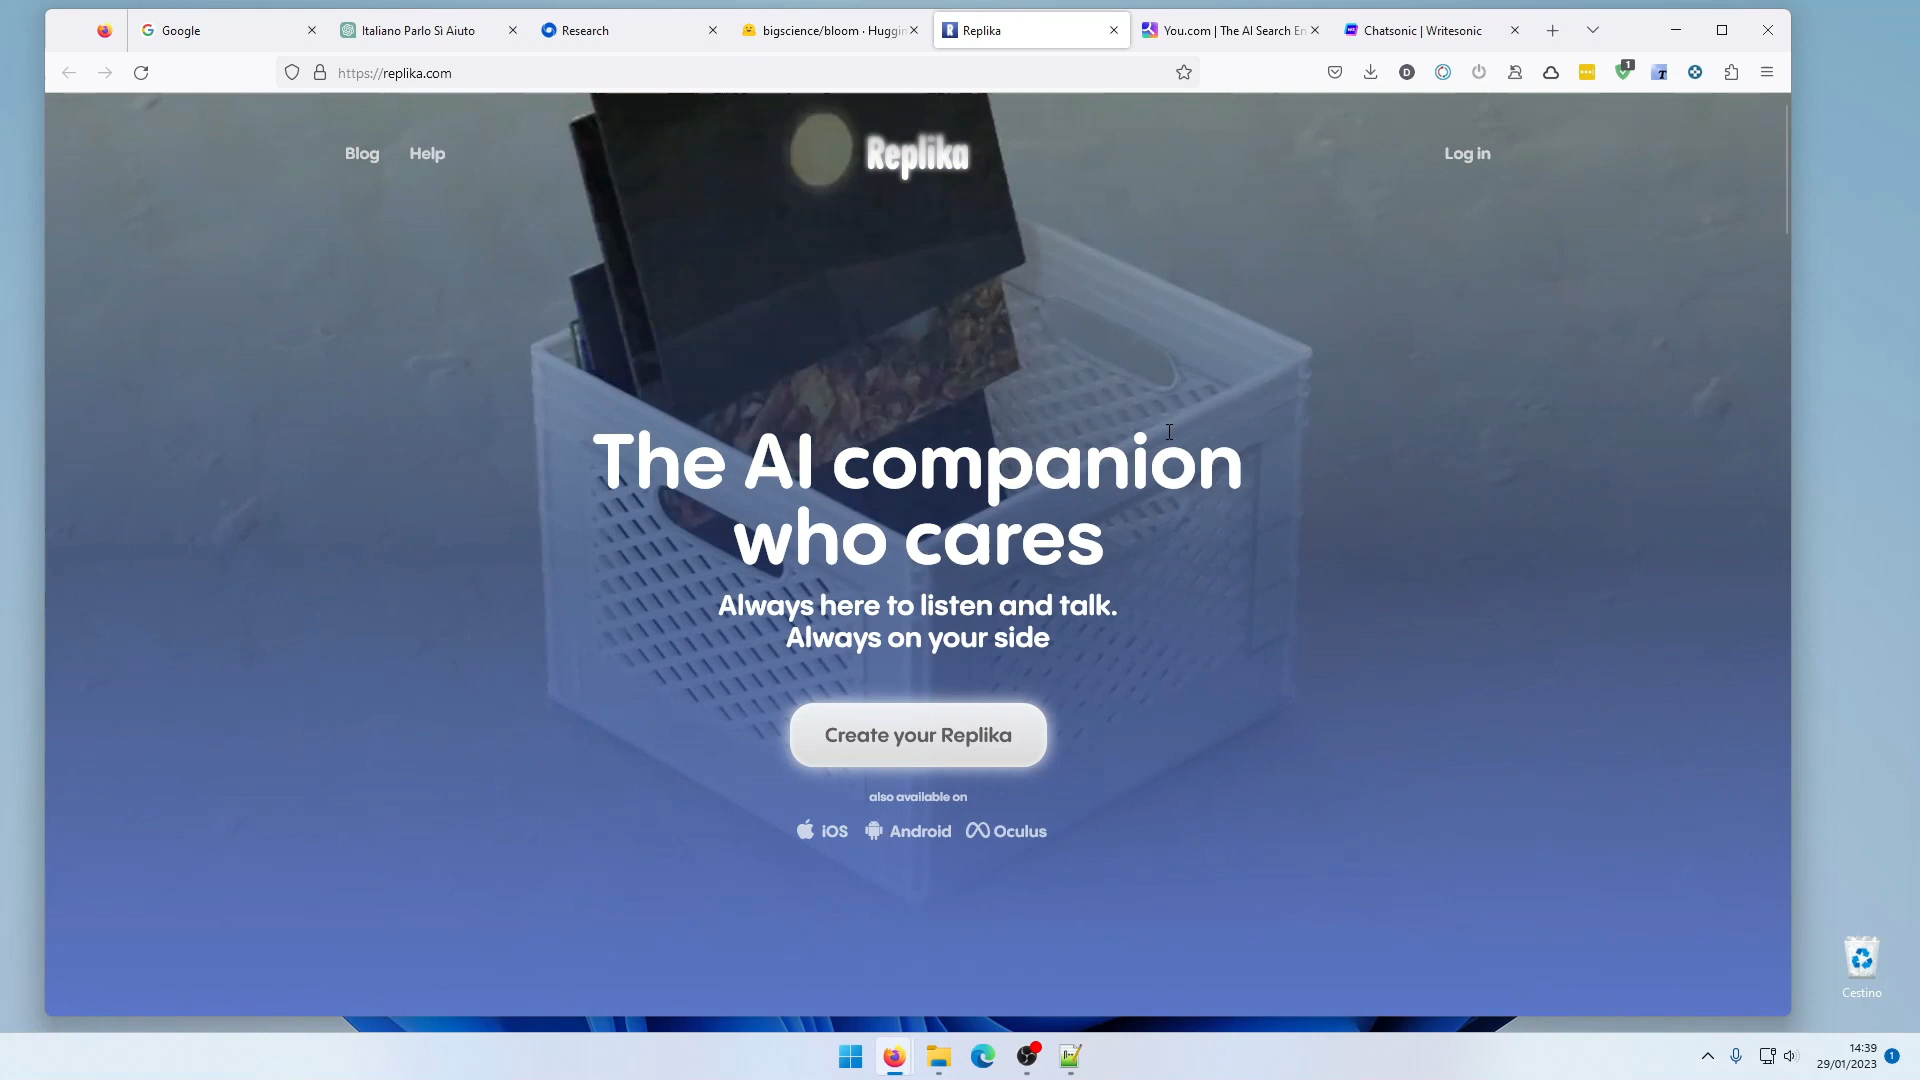 Google
Italiano Parlo Sì Aiuto
Research
bigscience/bloom · Huggin
Replika
You.com | The AI Search En
Chatsonic | Writesonic
https://replika.com
D
1
T
Blog
Help
Replika
Log in
The AI companion
who cares
Always here to listen and talk.
Always on your side
Create your Replika
also available on
iOS
Android
Oculus
Cestino
14:39
29/01/2023
1